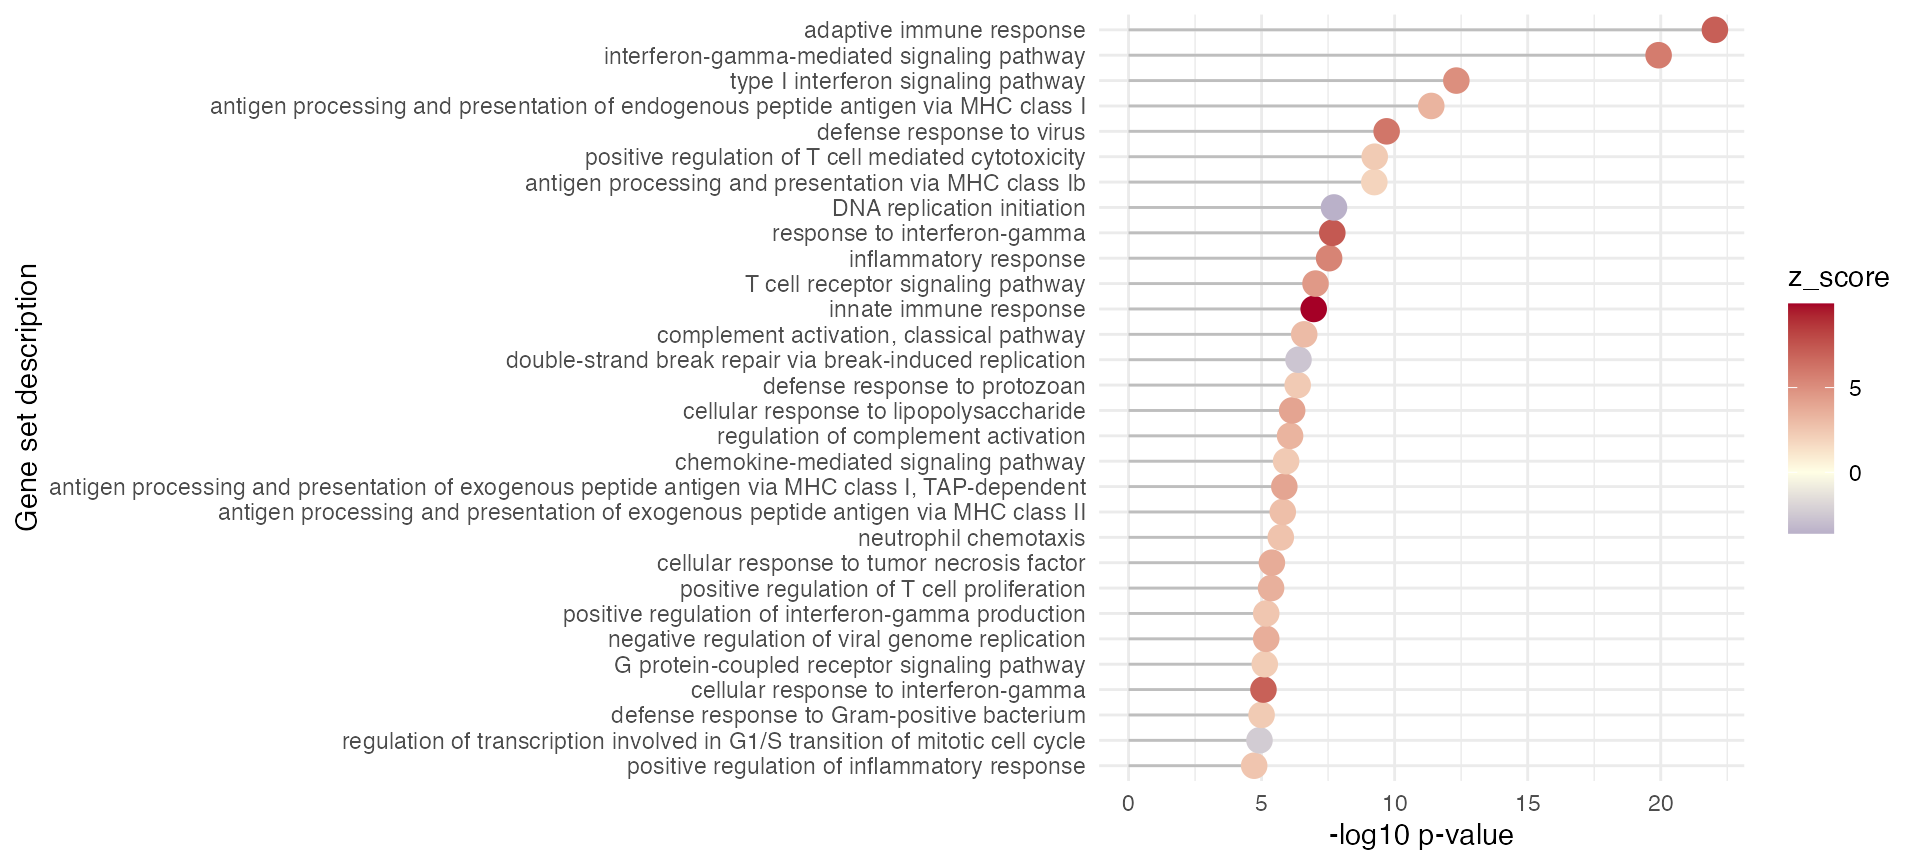 adaptive immune response
interferon-gamma-mediated signaling pathway
type I interferon signaling pathway
antigen processing and presentation of endogenous peptide antigen via MHC class I
defense response to virus
positive regulation of T cell mediated cytotoxicity
antigen processing and presentation via MHC class Ib
DNA replication initiation
response to interferon-gamma
inflammatory response
T cell receptor signaling pathway
innate immune response
complement activation, classical pathway
double-strand break repair via break-induced replication
defense response to protozoan
cellular response to lipopolysaccharide
regulation of complement activation
chemokine-mediated signaling pathway
antigen processing and presentation of exogenous peptide antigen via MHC class I, TAP-dependent
antigen processing and presentation of exogenous peptide antigen via MHC class II
neutrophil chemotaxis
cellular response to tumor necrosis factor
positive regulation of T cell proliferation
positive regulation of interferon-gamma production
negative regulation of viral genome replication
G protein-coupled receptor signaling pathway
cellular response to interferon-gamma
defense response to Gram-positive bacterium
regulation of transcription involved in G1/S transition of mitotic cell cycle
positive regulation of inflammatory response
Gene set description
0 5 10 15 20
-log10 p-value
z_score
5
0